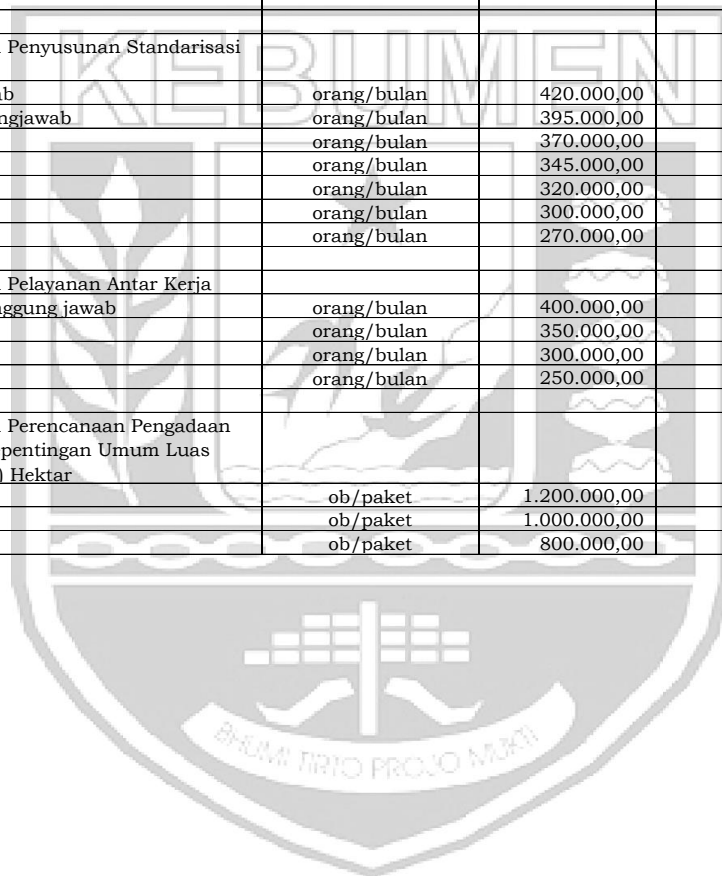 KEBUMEN
Penyusunan Standarisasi
ab orang/bulan 420.000,00
ngjawab orang/bulan 395.000,00
orang/bulan 370.000,00
orang/bulan 345.000,00
orang/bulan 320.000,00
orang/bulan 300.000,00
orang/bulan 270.000,00
Pelayanan Antar Kerja
nggung jawab orang/bulan 400.000,00
orang/bulan 350.000,00
orang/bulan 300.000,00
orang/bulan 250.000,00
Perencanaan Pengadaan
pentingan Umum Luas
) Hektar
ob/paket 1.200.000,00
ob/paket 1.000.000,00
ob/paket 800.000,00
BHUMI TIRTO PROJO MUKTI